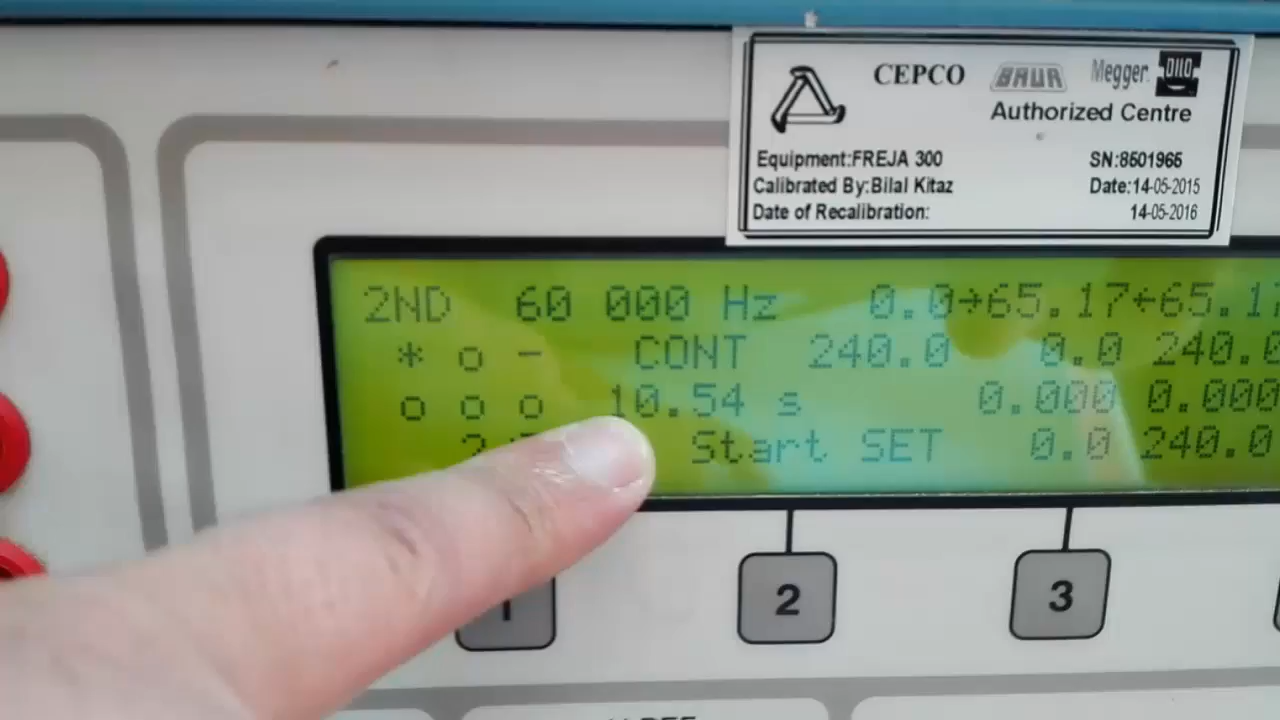 CEPCO BAUR Megger.
Authorized Centre
Equipment:FREJA 300 SN:8501965
Calibrated By:Bilal Kitaz Date:14-05-2015
Date of Recalibration: 14-05-2016
2ND 60 000 Hz 0.0→65.17←65.17
* o - CONT 240.0 0.0 240.0
o o o 10.54 s 0.000 0.000
Start SET 0.0 240.0
1 2 3